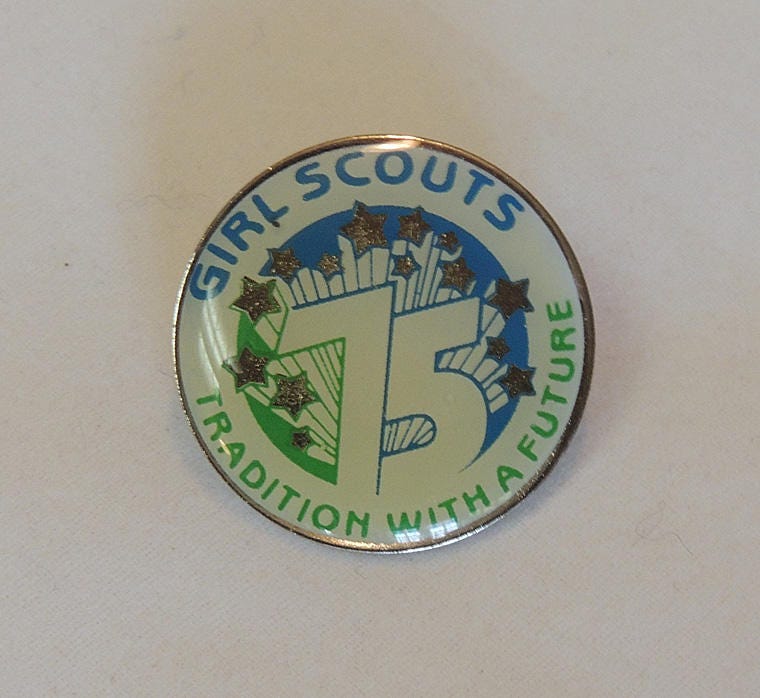 GIRL SCOUTS
75
TRADITION WITH A FUTURE